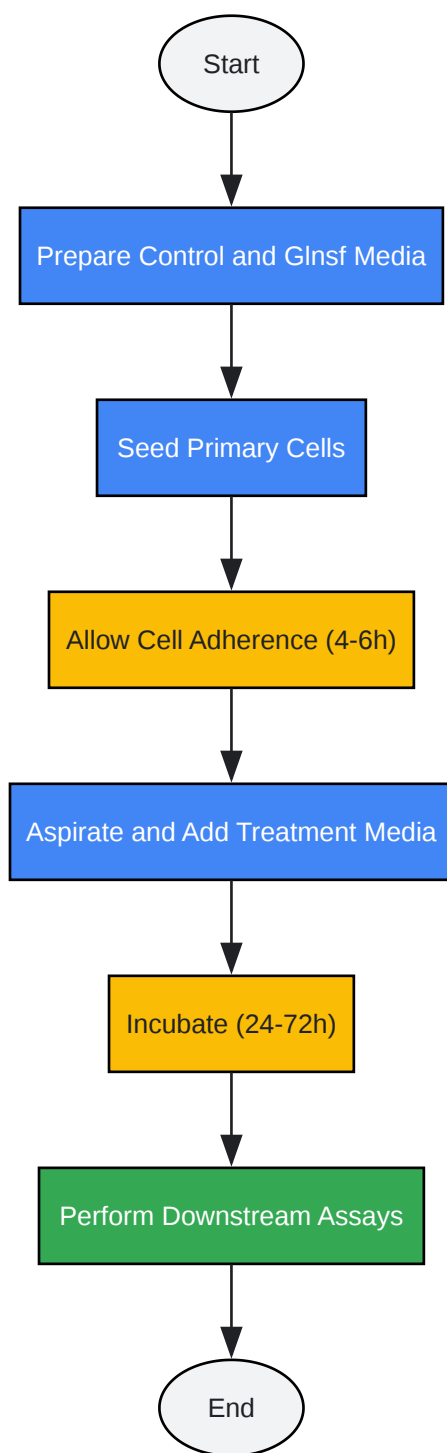 Start
Prepare Control and Glnsf Media
Seed Primary Cells
Allow Cell Adherence (4-6h)
Aspirate and Add Treatment Media
Incubate (24-72h)
Perform Downstream Assays
End